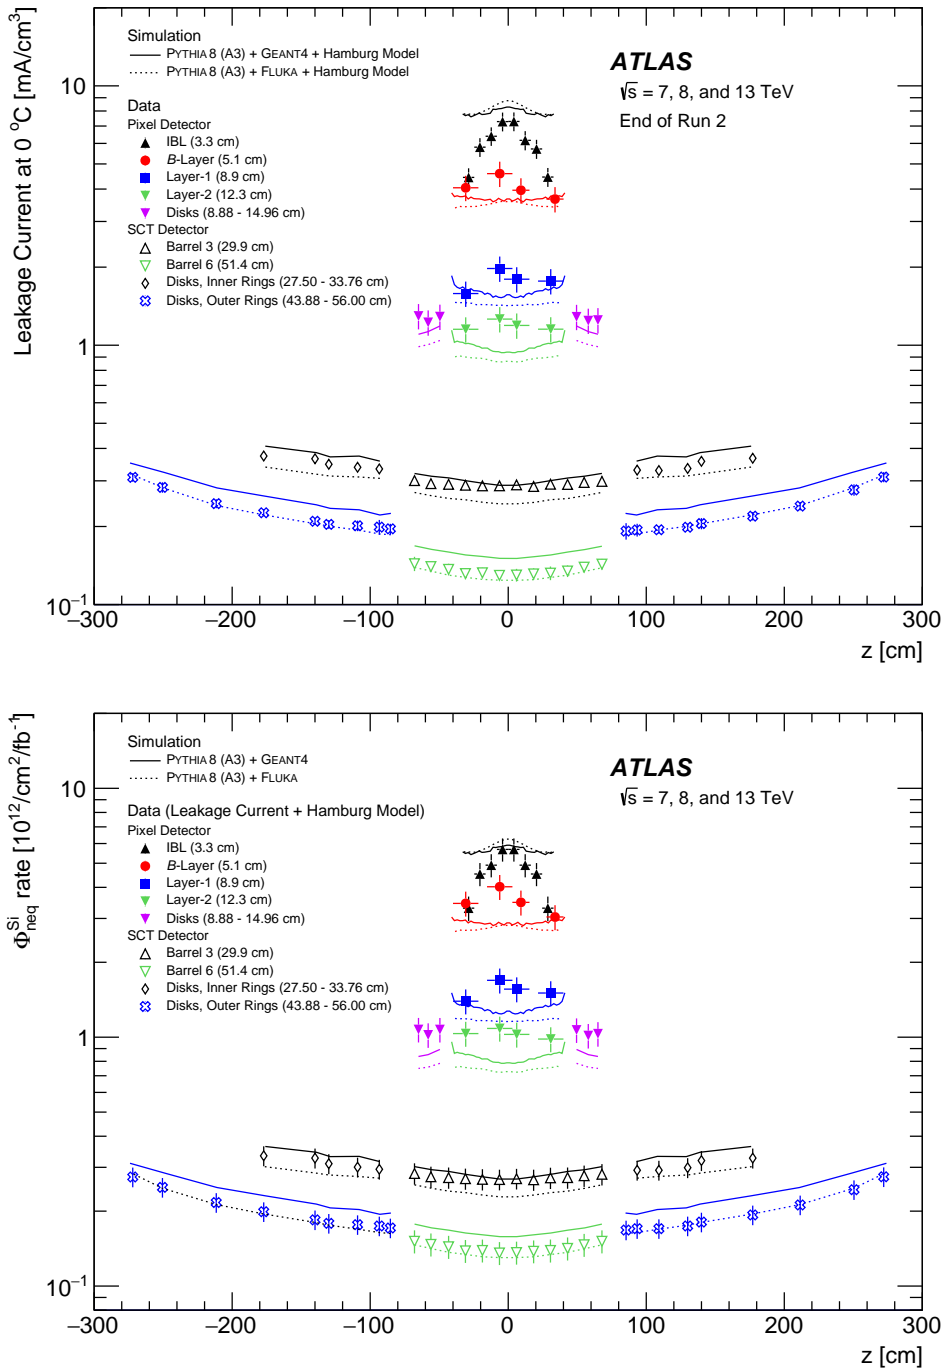 Leakage Current at 0 °C [mA/cm³]
Simulation
PYTHIA 8 (A3) + GEANT4 + Hamburg Model
PYTHIA 8 (A3) + FLUKA + Hamburg Model
Data
Pixel Detector
IBL (3.3 cm)
B-Layer (5.1 cm)
Layer-1 (8.9 cm)
Layer-2 (12.3 cm)
Disks (8.88 - 14.96 cm)
SCT Detector
Barrel 3 (29.9 cm)
Barrel 6 (51.4 cm)
Disks, Inner Rings (27.50 - 33.76 cm)
Disks, Outer Rings (43.88 - 56.00 cm)
ATLAS
√s = 7, 8, and 13 TeV
End of Run 2
10
1
10⁻¹
−300 −200 −100 0 100 200 300
z [cm]
Φ^Si_neq rate [10¹²/cm²/fb⁻¹]
Simulation
PYTHIA 8 (A3) + GEANT4
PYTHIA 8 (A3) + FLUKA
Data (Leakage Current + Hamburg Model)
Pixel Detector
IBL (3.3 cm)
B-Layer (5.1 cm)
Layer-1 (8.9 cm)
Layer-2 (12.3 cm)
Disks (8.88 - 14.96 cm)
SCT Detector
Barrel 3 (29.9 cm)
Barrel 6 (51.4 cm)
Disks, Inner Rings (27.50 - 33.76 cm)
Disks, Outer Rings (43.88 - 56.00 cm)
ATLAS
√s = 7, 8, and 13 TeV
10
1
10⁻¹
−300 −200 −100 0 100 200 300
z [cm]